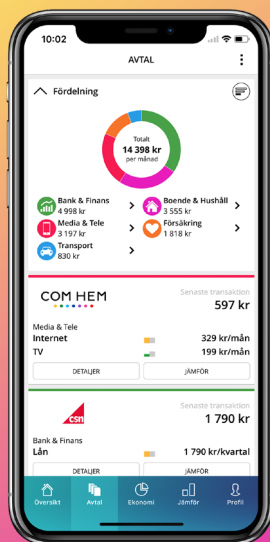 10:02
AVTAL
Fördelning
Totalt
14 398 kr
per månad
Bank & Finans
4 998 kr
Boende & Hushåll
3 555 kr
Media & Tele
3 197 kr
Försäkring
1 818 kr
Transport
830 kr
COM HEM
Senaste transaktion
597 kr
Media & Tele
Internet 329 kr/mån
TV 199 kr/mån
DETALJER JÄMFÖR
csn
Senaste transaktion
1 790 kr
Bank & Finans
Lån 1 790 kr/kvartal
DETALJER JÄMFÖR
Översikt Avtal Ekonomi Jämför Profil